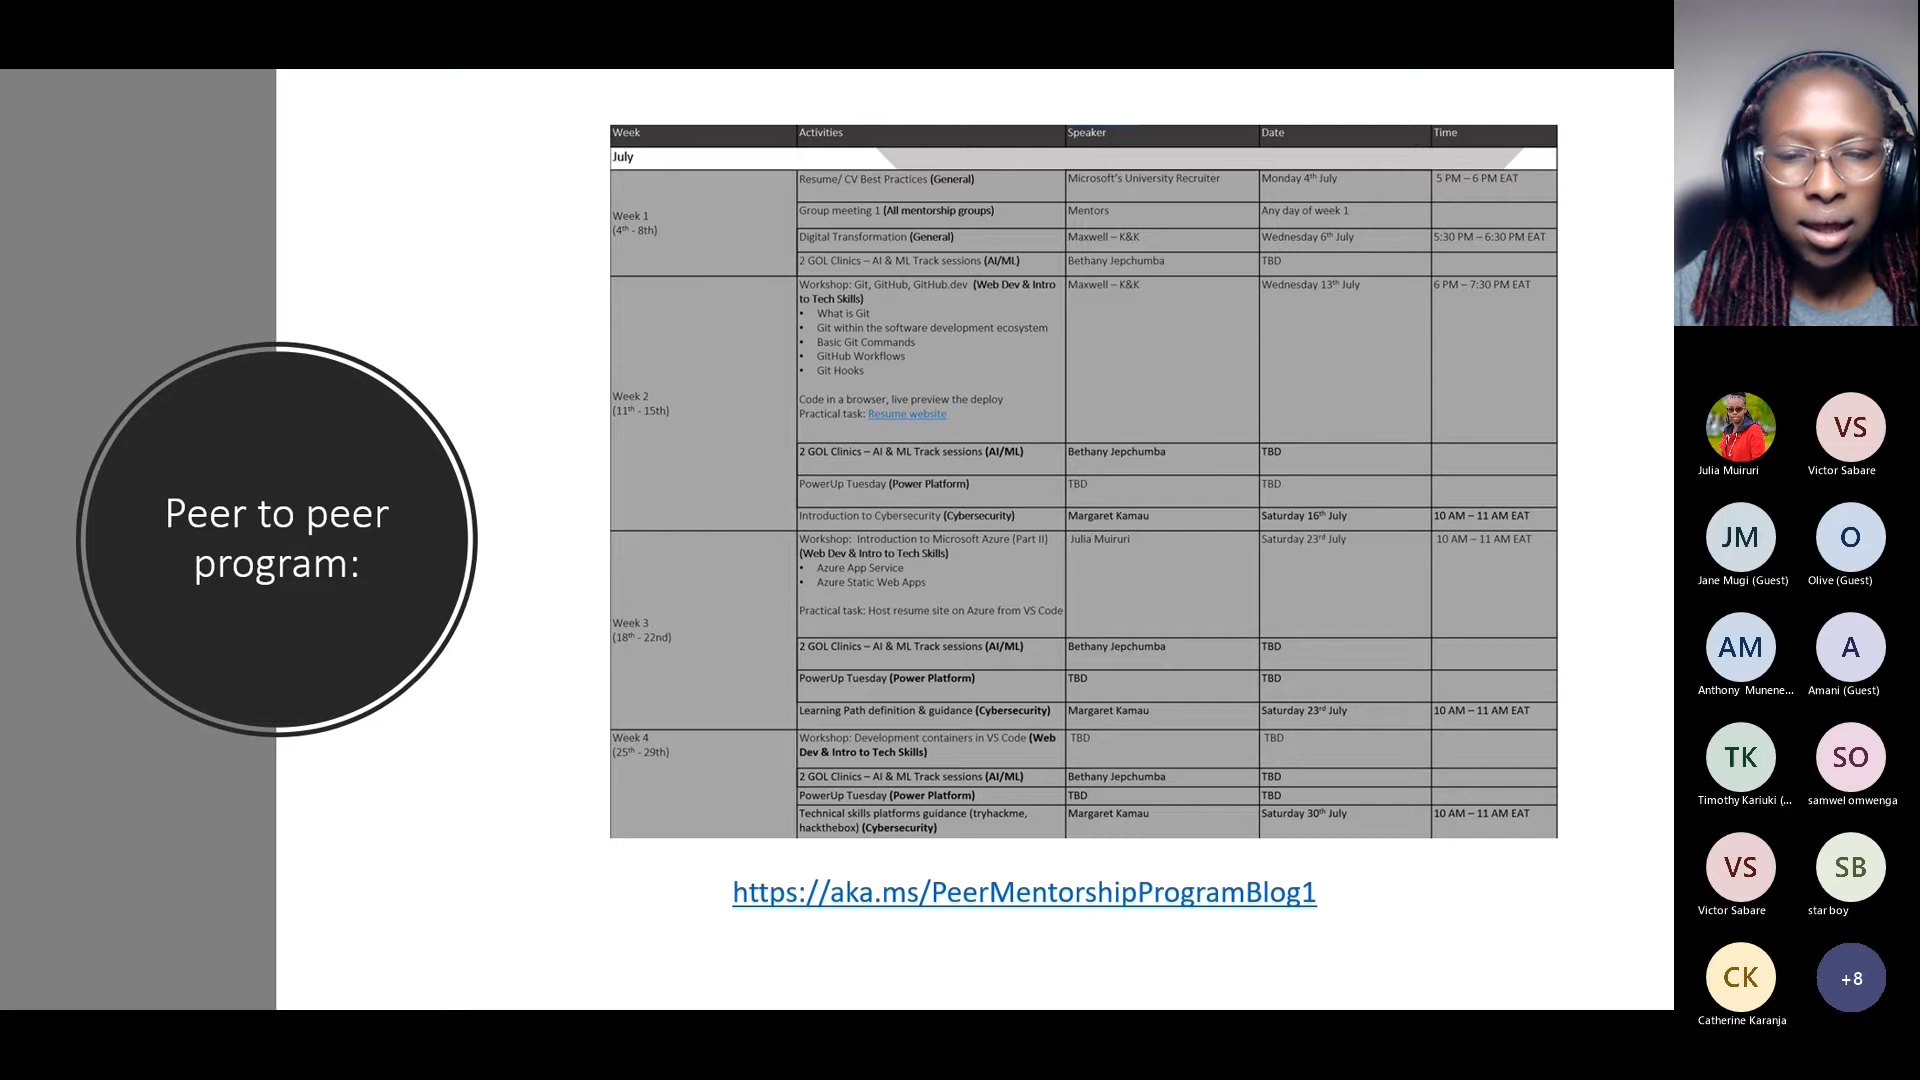 Peer to peer
program:
Week Activities Speaker Date Time
July
Week 1
(4th - 8th)
Resume/ CV Best Practices (General) Microsoft's University Recruiter Monday 4th July 5 PM – 6 PM EAT
Group meeting 1 (All mentorship groups) Mentors Any day of week 1
Digital Transformation (General) Maxwell – K&K Wednesday 6th July 5:30 PM – 6:30 PM EAT
2 GOL Clinics – AI & ML Track sessions (AI/ML) Bethany Jepchumba TBD
Week 2
(11th - 15th)
Workshop: Git, GitHub, GitHub.dev (Web Dev & Intro
to Tech Skills)
Maxwell – K&K Wednesday 13th July 6 PM – 7:30 PM EAT
• What is Git
• Git within the software development ecosystem
• Basic Git Commands
• GitHub Workflows
• Git Hooks
Code in a browser, live preview the deploy
Practical task: Resume website
2 GOL Clinics – AI & ML Track sessions (AI/ML) Bethany Jepchumba TBD
PowerUp Tuesday (Power Platform) TBD TBD
Introduction to Cybersecurity (Cybersecurity) Margaret Kamau Saturday 16th July 10 AM – 11 AM EAT
Week 3
(18th - 22nd)
Workshop: Introduction to Microsoft Azure (Part II)
(Web Dev & Intro to Tech Skills)
Julia Muiruri Saturday 23rd July 10 AM – 11 AM EAT
• Azure App Service
• Azure Static Web Apps
Practical task: Host resume site on Azure from VS Code
2 GOL Clinics – AI & ML Track sessions (AI/ML) Bethany Jepchumba TBD
PowerUp Tuesday (Power Platform) TBD TBD
Learning Path definition & guidance (Cybersecurity) Margaret Kamau Saturday 23rd July 10 AM – 11 AM EAT
Week 4
(25th - 29th)
Workshop: Development containers in VS Code (Web
Dev & Intro to Tech Skills)
TBD TBD
2 GOL Clinics – AI & ML Track sessions (AI/ML) Bethany Jepchumba TBD
PowerUp Tuesday (Power Platform) TBD TBD
Technical skills platforms guidance (tryhackme,
hackthebox) (Cybersecurity)
Margaret Kamau Saturday 30th July 10 AM – 11 AM EAT
https://aka.ms/PeerMentorshipProgramBlog1
VS
Julia Muiruri Victor Sabare
JM O
Jane Mugi (Guest) Olive (Guest)
AM A
Anthony Munene... Amani (Guest)
TK SO
Timothy Kariuki (... samwel omwenga
VS SB
Victor Sabare star boy
CK +8
Catherine Karanja